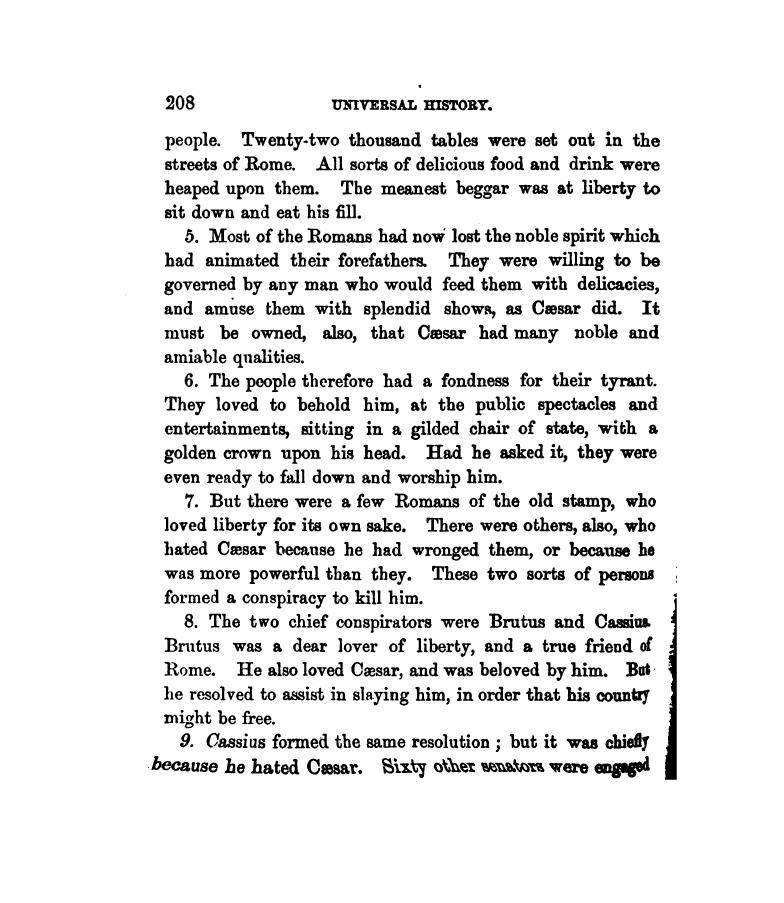 208 UNIVERSAL HISTORY.
people. Twenty-two thousand tables were set out in the
streets of Rome. All sorts of delicious food and drink were
heaped upon them. The meanest beggar was at liberty to
sit down and eat his fill.
5. Most of the Romans had now lost the noble spirit which
had animated their forefathers. They were willing to be
governed by any man who would feed them with delicacies,
and amuse them with splendid shows, as Cæsar did. It
must be owned, also, that Cæsar had many noble and
amiable qualities.
6. The people therefore had a fondness for their tyrant.
They loved to behold him, at the public spectacles and
entertainments, sitting in a gilded chair of state, with a
golden crown upon his head. Had he asked it, they were
even ready to fall down and worship him.
7. But there were a few Romans of the old stamp, who
loved liberty for its own sake. There were others, also, who
hated Cæsar because he had wronged them, or because he
was more powerful than they. These two sorts of persons
formed a conspiracy to kill him.
8. The two chief conspirators were Brutus and Cassius.
Brutus was a dear lover of liberty, and a true friend of
Rome. He also loved Cæsar, and was beloved by him. But
he resolved to assist in slaying him, in order that his country
might be free.
9. Cassius formed the same resolution; but it was chiefly
because he hated Cæsar. Sixty other senators were engaged